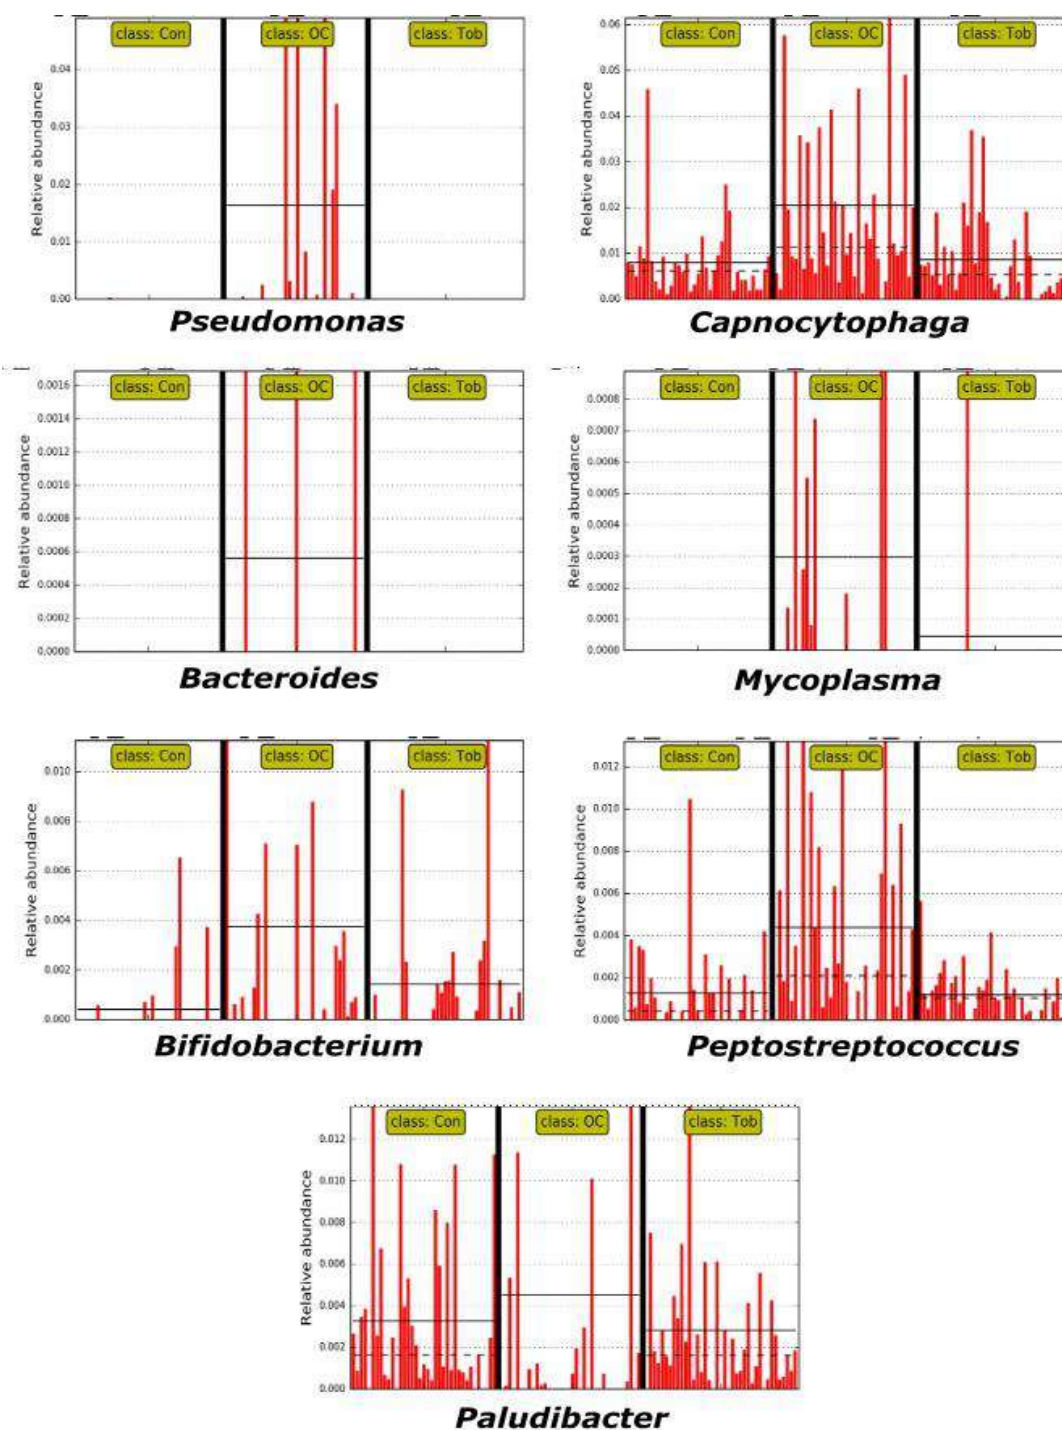 class: Con class: OC class: Tob
Relative abundance
0.04
0.03
0.02
0.01
0.00
Pseudomonas
class: Con class: OC class: Tob
Relative abundance
0.06
0.05
0.04
0.03
0.02
0.01
0.00
Capnocytophaga
class: Con class: OC class: Tob
Relative abundance
0.0016
0.0014
0.0012
0.0010
0.0008
0.0006
0.0004
0.0002
0.0000
Bacteroides
class: Con class: OC class: Tob
Relative abundance
0.0008
0.0007
0.0006
0.0005
0.0004
0.0003
0.0002
0.0001
0.0000
Mycoplasma
class: Con class: OC class: Tob
Relative abundance
0.010
0.008
0.006
0.004
0.002
0.000
Bifidobacterium
class: Con class: OC class: Tob
Relative abundance
0.012
0.010
0.008
0.006
0.004
0.002
0.000
Peptostreptococcus
class: Con class: OC class: Tob
Relative abundance
0.012
0.010
0.008
0.006
0.004
0.002
0.000
Paludibacter